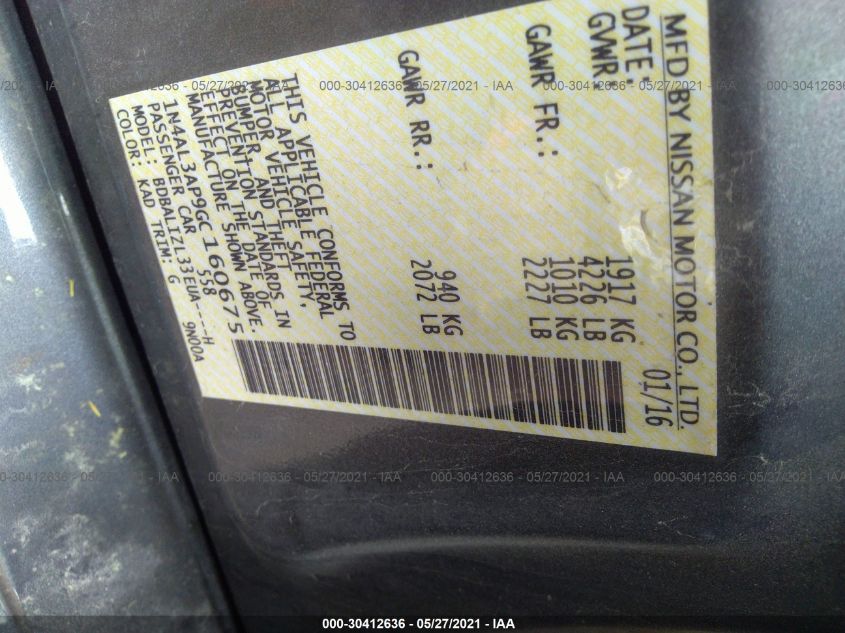 MFD BY NISSAN MOTOR CO., LTD.
DATE: 01/16
GVWR: 1917 KG
4226 LB
GAWR FR.: 1010 KG
2227 LB
GAWR RR.: 940 KG
2072 LB
THIS VEHICLE CONFORMS TO
ALL APPLICABLE FEDERAL
MOTOR VEHICLE SAFETY,
BUMPER, AND THEFT
PREVENTION STANDARDS IN
EFFECT ON THE DATE OF
MANUFACTURE SHOWN ABOVE.
1N4AL3AP9GC160675
PASSENGER CAR 558
MODEL: BDBALIZL33EUA----H 9N00A
COLOR: KAD TRIM: G
000-30412636 - 05/27/2021 - IAA